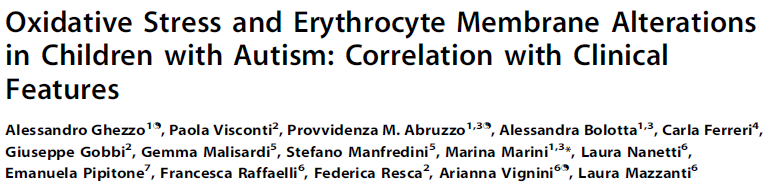 Oxidative Stress and Erythrocyte Membrane Alterations
in Children with Autism: Correlation with Clinical
Features
Alessandro Ghezzo1☯, Paola Visconti2, Provvidenza M. Abruzzo1,3☯, Alessandra Bolotta1,3, Carla Ferreri4,
Giuseppe Gobbi2, Gemma Malisardi5, Stefano Manfredini5, Marina Marini1,3*, Laura Nanetti6,
Emanuela Pipitone7, Francesca Raffaelli6, Federica Resca2, Arianna Vignini6☯, Laura Mazzanti6